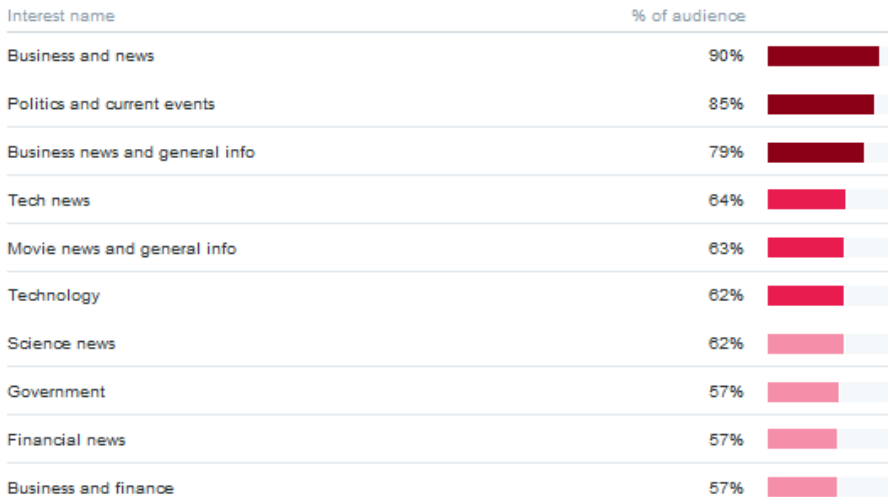 Interest name % of audience
Business and news 90%
Politics and current events 85%
Business news and general info 79%
Tech news 64%
Movie news and general info 63%
Technology 62%
Science news 62%
Government 57%
Financial news 57%
Business and finance 57%